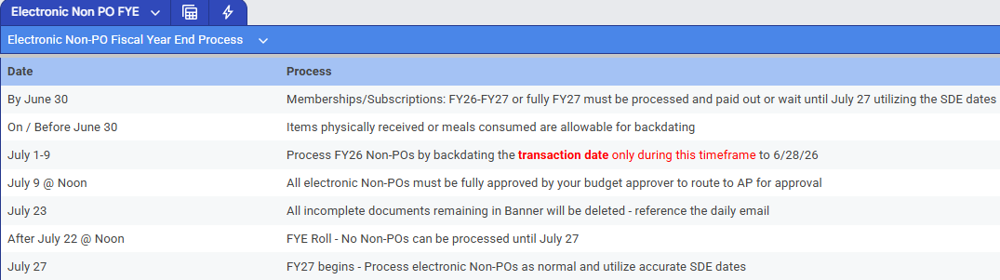 Electronic Non PO FYE
Electronic Non-PO Fiscal Year End Process
Date Process
By June 30 Memberships/Subscriptions: FY26-FY27 or fully FY27 must be processed and paid out or wait until July 27 utilizing the SDE dates
On / Before June 30 Items physically received or meals consumed are allowable for backdating
July 1-9 Process FY26 Non-POs by backdating the transaction date only during this timeframe to 6/28/26
July 9 @ Noon All electronic Non-POs must be fully approved by your budget approver to route to AP for approval
July 23 All incomplete documents remaining in Banner will be deleted - reference the daily email
After July 22 @ Noon FYE Roll - No Non-POs can be processed until July 27
July 27 FY27 begins - Process electronic Non-POs as normal and utilize accurate SDE dates